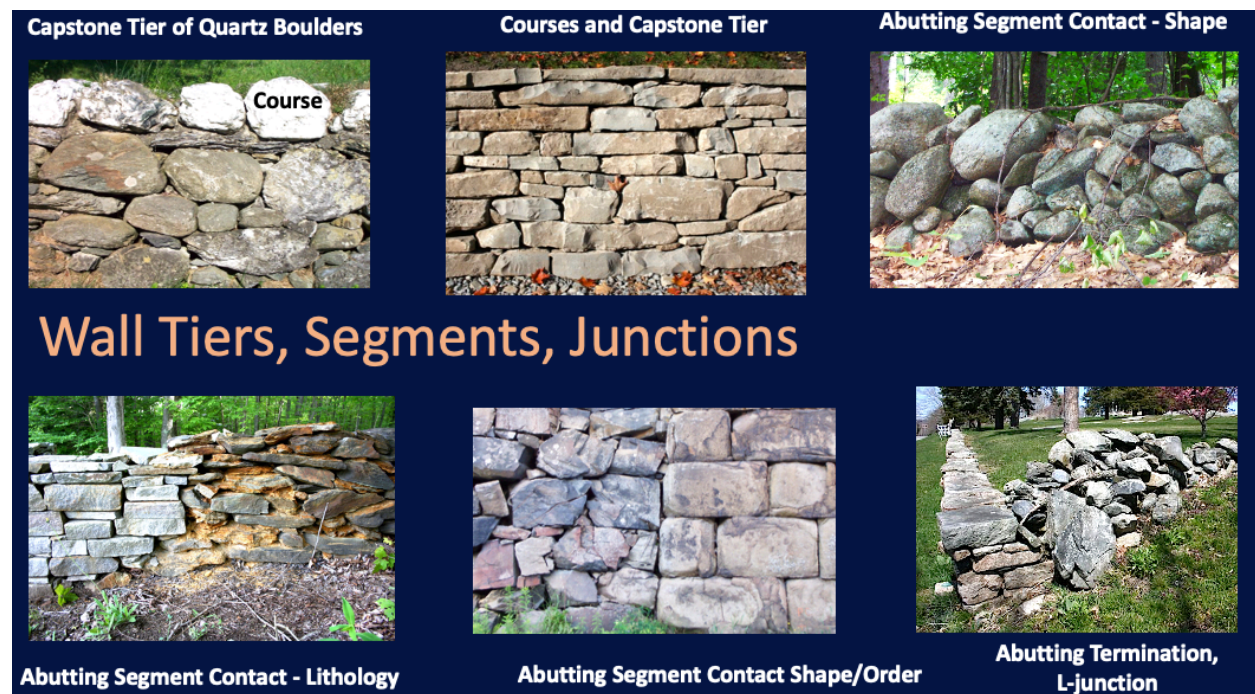 Capstone Tier of Quartz Boulders
Courses and Capstone Tier
Abutting Segment Contact - Shape
Course
Wall Tiers, Segments, Junctions
Abutting Segment Contact - Lithology
Abutting Segment Contact Shape/Order
Abutting Termination,
L-junction